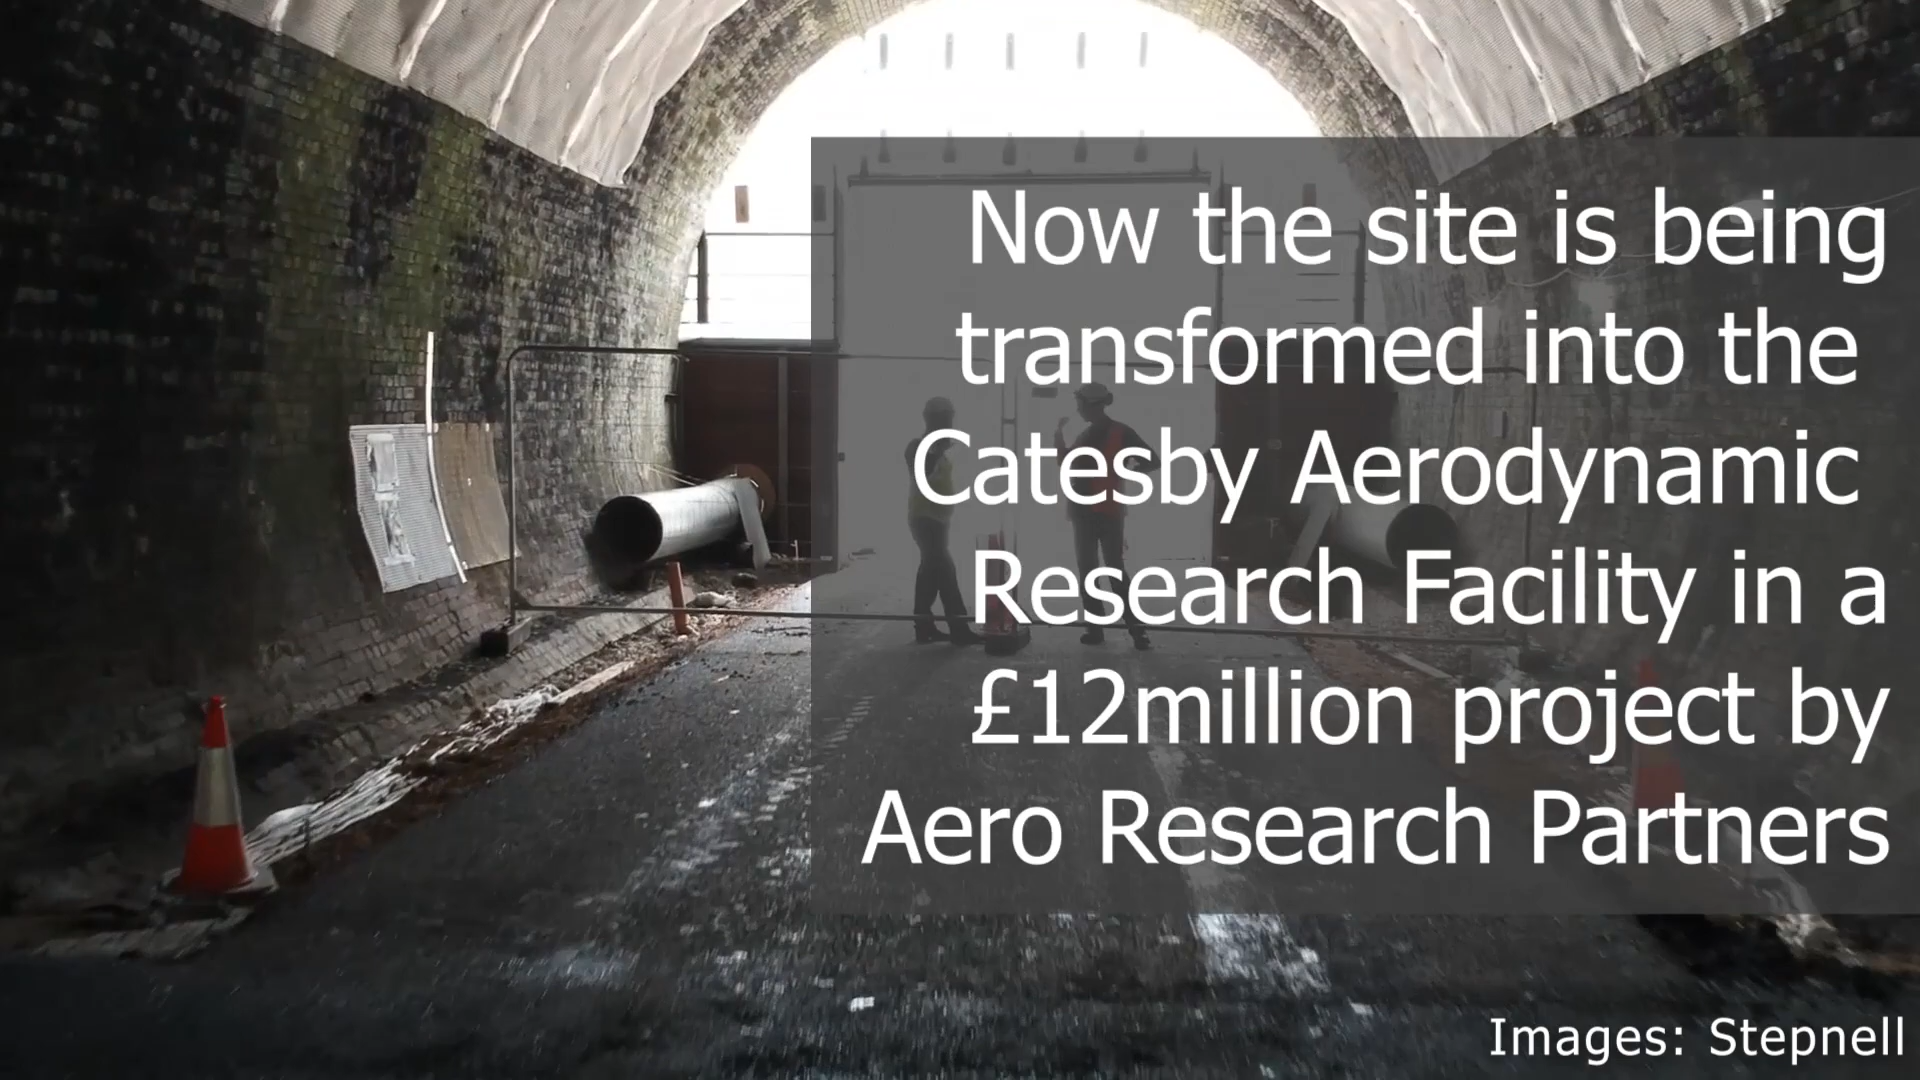 Now the site is being
transformed into the
Catesby Aerodynamic
Research Facility in a
£12million project by
Aero Research Partners
Images: Stepnell